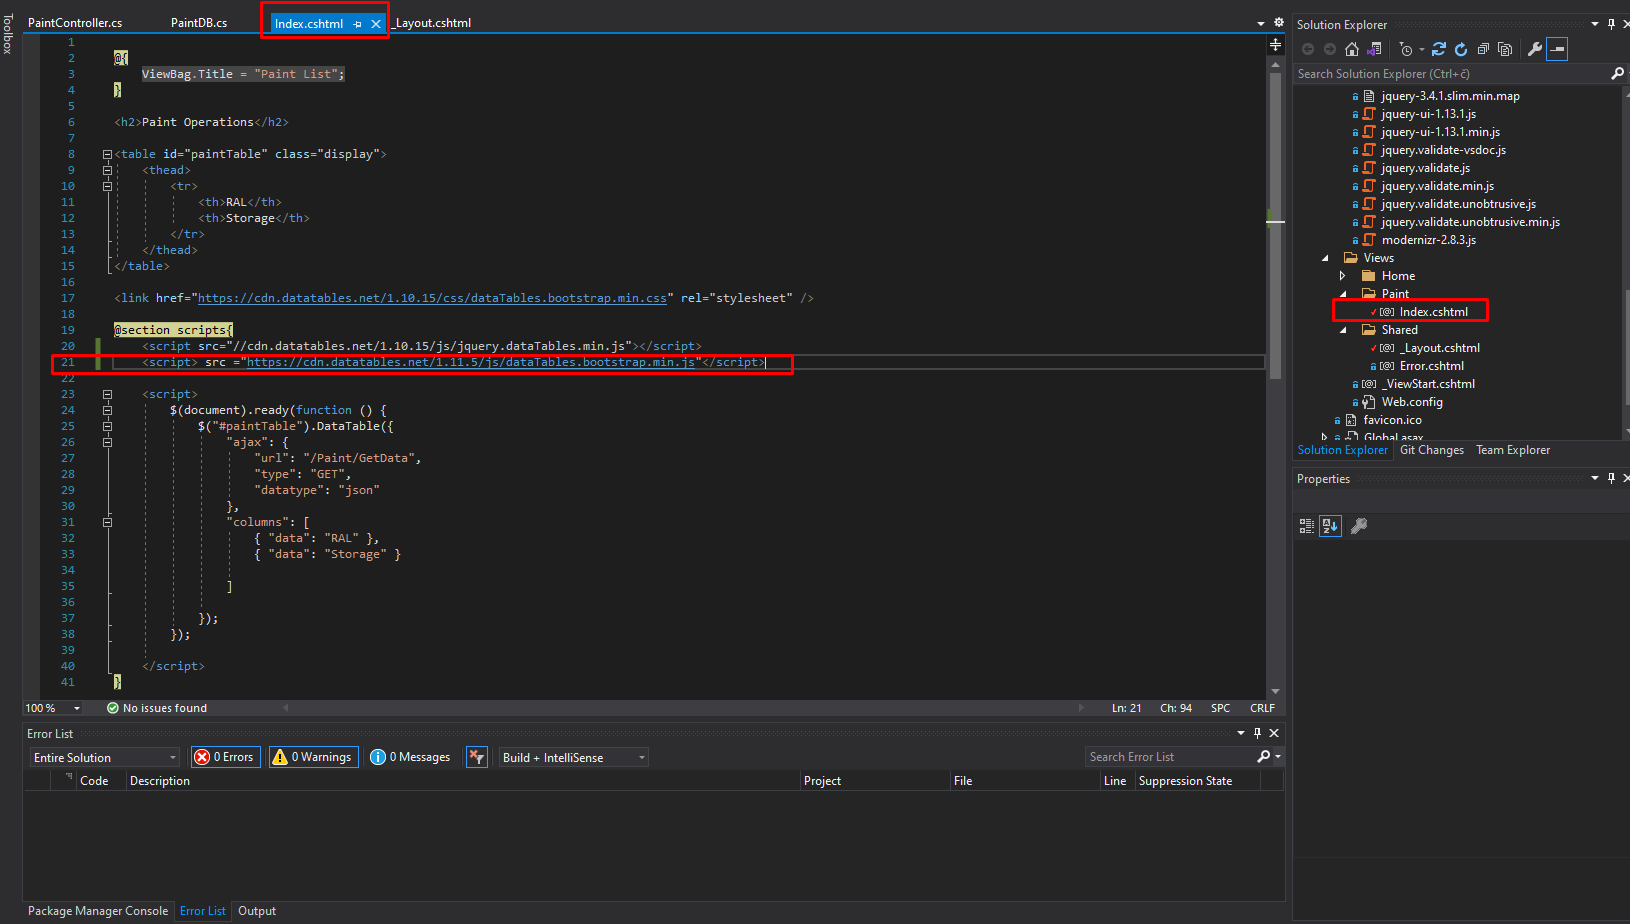 Toolbox
PaintController.cs
PaintDB.cs
Index.cshtml
_Layout.cshtml
1
2 @{
3 ViewBag.Title = "Paint List";
4 }
5
6 <h2>Paint Operations</h2>
7
8 <table id="paintTable" class="display">
9 <thead>
10 <tr>
11 <th>RAL</th>
12 <th>Storage</th>
13 </tr>
14 </thead>
15 </table>
16
17 <link href="https://cdn.datatables.net/1.10.15/css/dataTables.bootstrap.min.css" rel="stylesheet" />
18
19 @section scripts{
20 <script src="//cdn.datatables.net/1.10.15/js/jquery.dataTables.min.js"></script>
21 <script> src ="https://cdn.datatables.net/1.11.5/js/dataTables.bootstrap.min.js"</script>
22
23 <script>
24 $(document).ready(function () {
25 $("#paintTable").DataTable({
26 "ajax": {
27 "url": "/Paint/GetData",
28 "type": "GET",
29 "datatype": "json"
30 },
31 "columns": [
32 { "data": "RAL" },
33 { "data": "Storage" }
34
35 ]
36
37 });
38 });
39
40 </script>
41 }
100 %
No issues found
Ln: 21
Ch: 94
SPC
CRLF
Error List
Entire Solution
0 Errors
0 Warnings
0 Messages
Build + IntelliSense
Search Error List
Code
Description
Project
File
Line
Suppression State
Package Manager Console
Error List
Output
Solution Explorer
Search Solution Explorer (Ctrl+č)
jquery-3.4.1.slim.min.map
jquery-ui-1.13.1.js
jquery-ui-1.13.1.min.js
jquery.validate-vsdoc.js
jquery.validate.js
jquery.validate.min.js
jquery.validate.unobtrusive.js
jquery.validate.unobtrusive.min.js
modernizr-2.8.3.js
Views
Home
Paint
Index.cshtml
Shared
_Layout.cshtml
Error.cshtml
_ViewStart.cshtml
Web.config
favicon.ico
Global.asax
Solution Explorer
Git Changes
Team Explorer
Properties